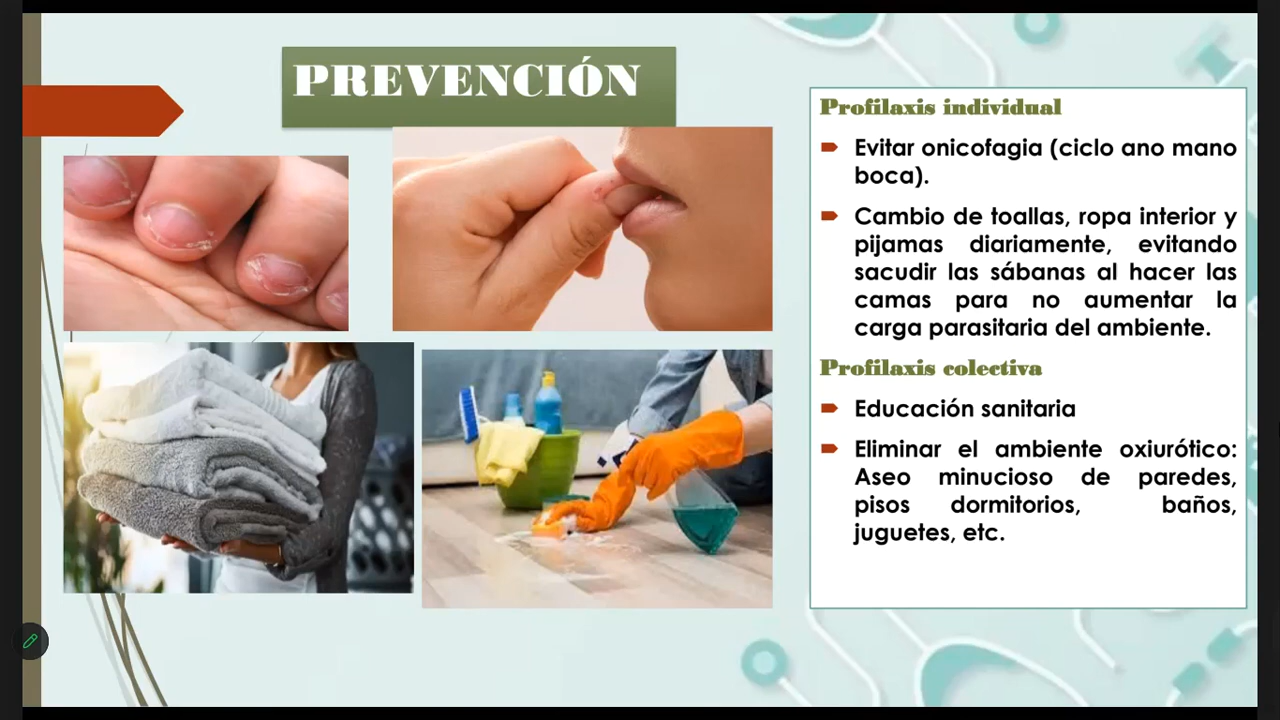 PREVENCIÓN
Profilaxis individual
Evitar onicofagia (ciclo ano mano
boca).
Cambio de toallas, ropa interior y
pijamas diariamente, evitando
sacudir las sábanas al hacer las
camas para no aumentar la
carga parasitaria del ambiente.
Profilaxis colectiva
Educación sanitaria
Eliminar el ambiente oxiurótico:
Aseo minucioso de paredes,
pisos dormitorios, baños,
juguetes, etc.